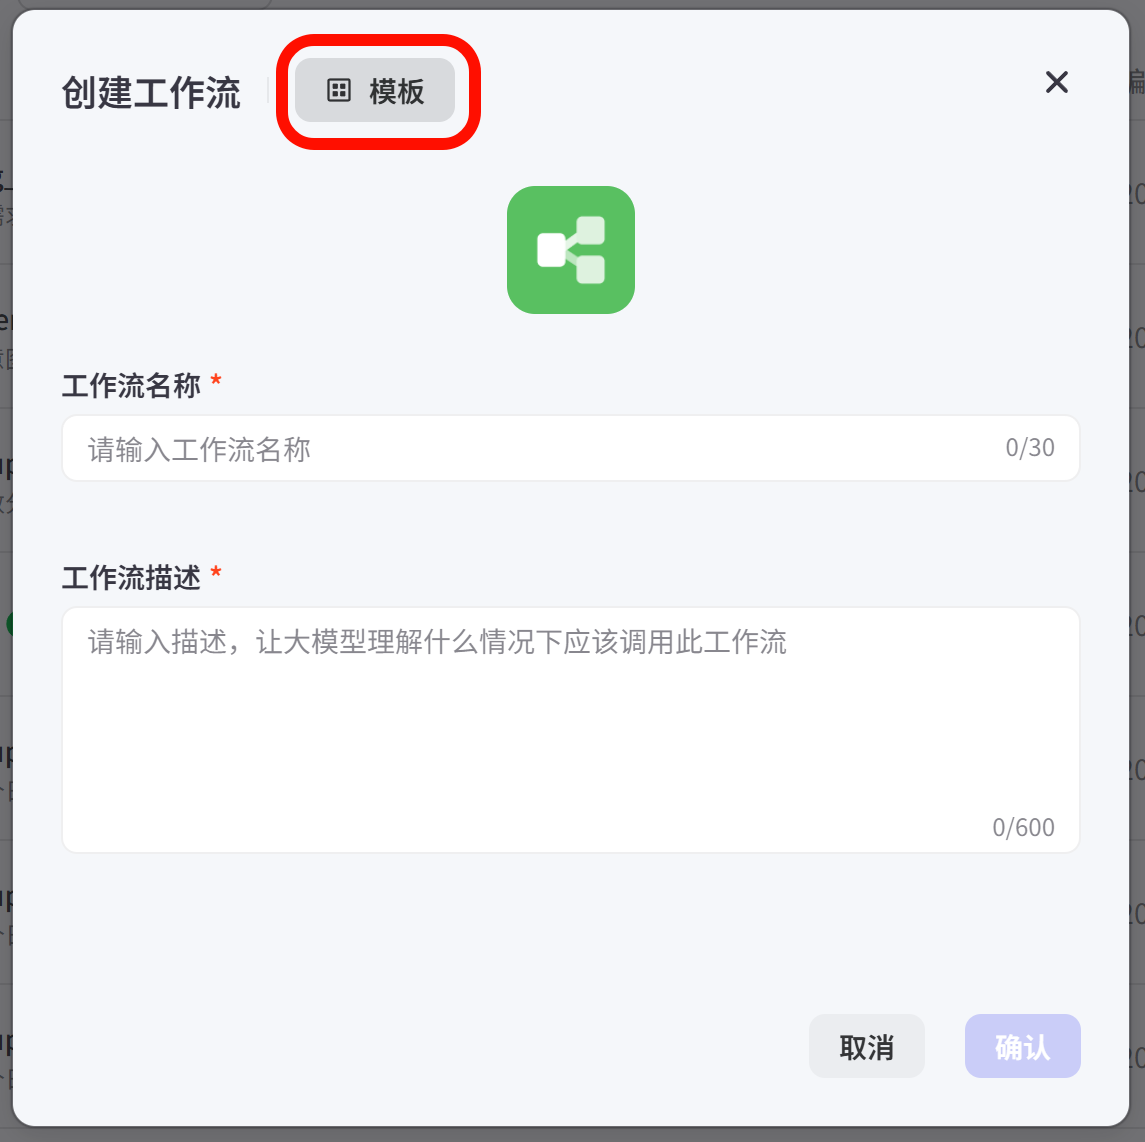 创建工作流
模板
工作流名称 *
请输入工作流名称
0/30
工作流描述 *
请输入描述，让大模型理解什么情况下应该调用此工作流
0/600
取消
确认